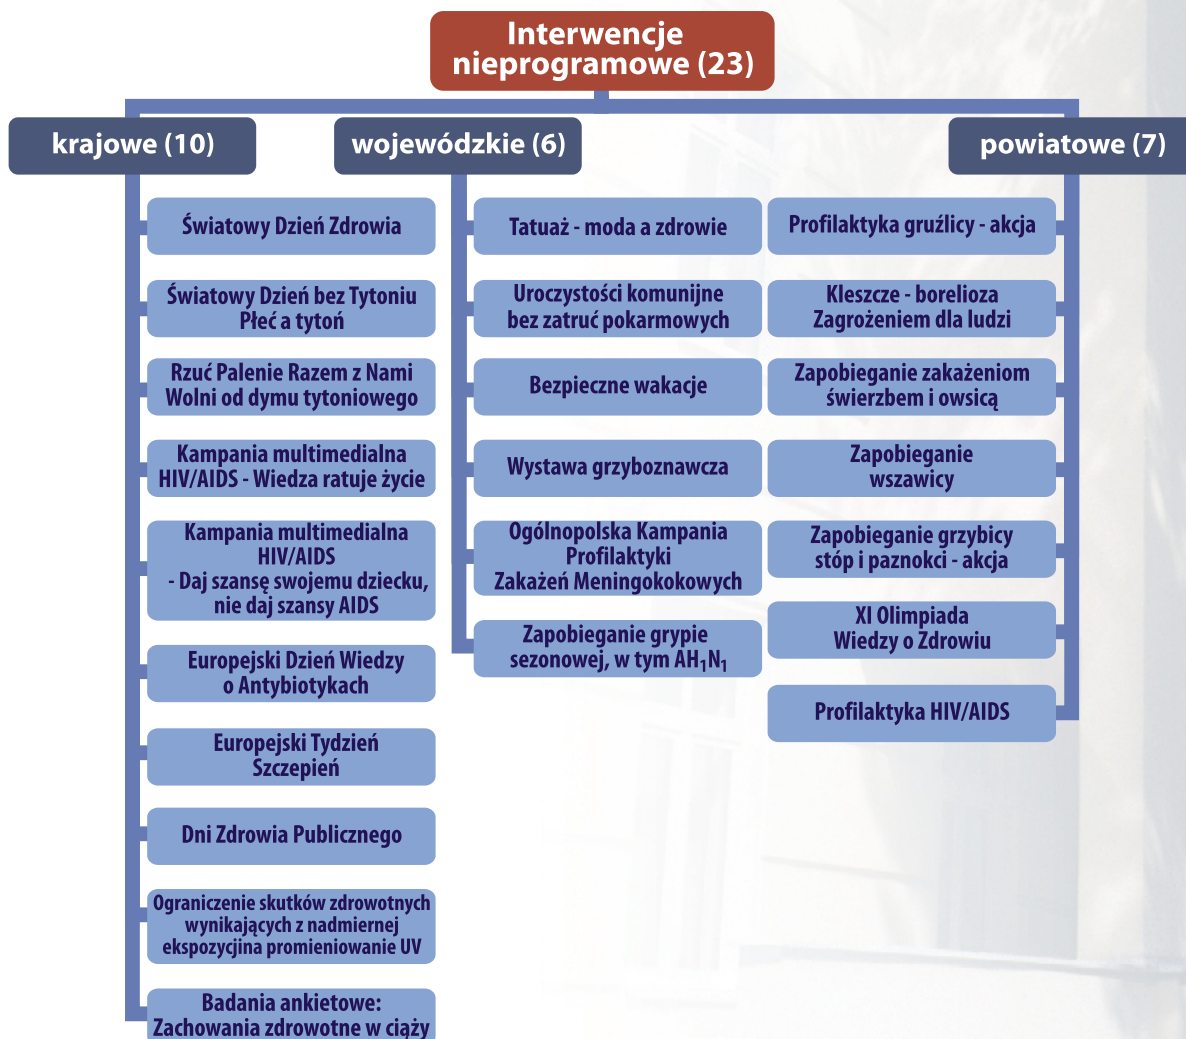 Interwencje
nieprogramowe (23)
krajowe (10)
Światowy Dzień Zdrowia
Światowy Dzień bez Tytoniu
Płeć a tytoń
Rzuć Palenie Razem z Nami
Wolni od dymu tytoniowego
Kampania multimedialna
HIV/AIDS - Wiedza ratuje życie
Kampania multimedialna
HIV/AIDS
- Daj szansę swojemu dziecku,
nie daj szansy AIDS
Europejski Dzień Wiedzy
o Antybiotykach
Europejski Tydzień
Szczepień
Dni Zdrowia Publicznego
Ograniczenie skutków zdrowotnych
wynikających z nadmiernej
ekspozycjina promieniowanie UV
Badania ankietowe:
Zachowania zdrowotne w ciąży
wojewódzkie (6)
Tatuaż - moda a zdrowie
Uroczystości komunijne
bez zatruć pokarmowych
Bezpieczne wakacje
Wystawa grzyboznawcza
Ogólnopolska Kampania
Profilaktyki
Zakażeń Meningokokowych
Zapobieganie grypie
sezonowej, w tym AH₁N₁
powiatowe (7)
Profilaktyka gruźlicy - akcja
Kleszcze - borelioza
Zagrożeniem dla ludzi
Zapobieganie zakażeniom
świerzbem i owsicą
Zapobieganie
wszawicy
Zapobieganie grzybicy
stóp i paznokci - akcja
XI Olimpiada
Wiedzy o Zdrowiu
Profilaktyka HIV/AIDS